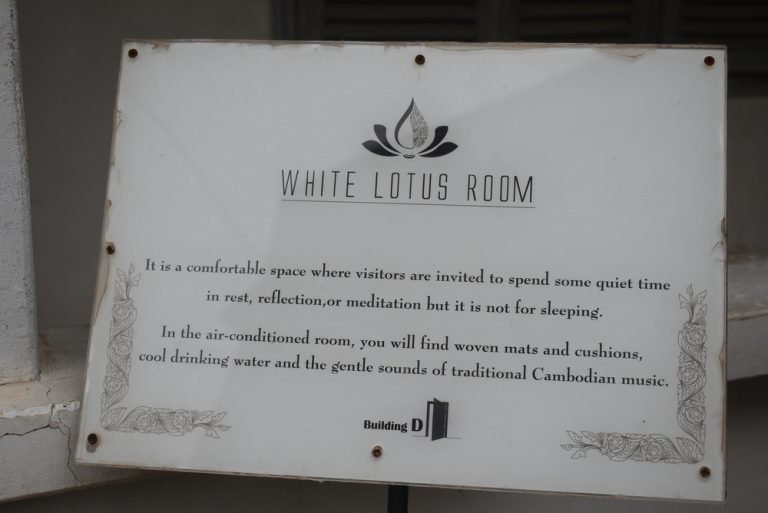 WHITE LOTUS ROOM
It is a comfortable space where visitors are invited to spend some quiet time
in rest, reflection,or meditation but it is not for sleeping.
In the air-conditioned room, you will find woven mats and cushions,
cool drinking water and the gentle sounds of traditional Cambodian music.
Building D